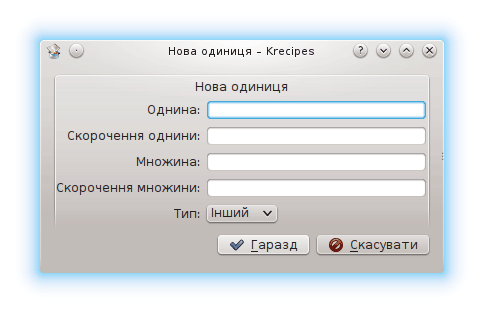 Нова одиниця – Krecipes
Нова одиниця
Однина:
Скорочення однини:
Множина:
Скорочення множини:
Тип: Інший
Гаразд Скасувати